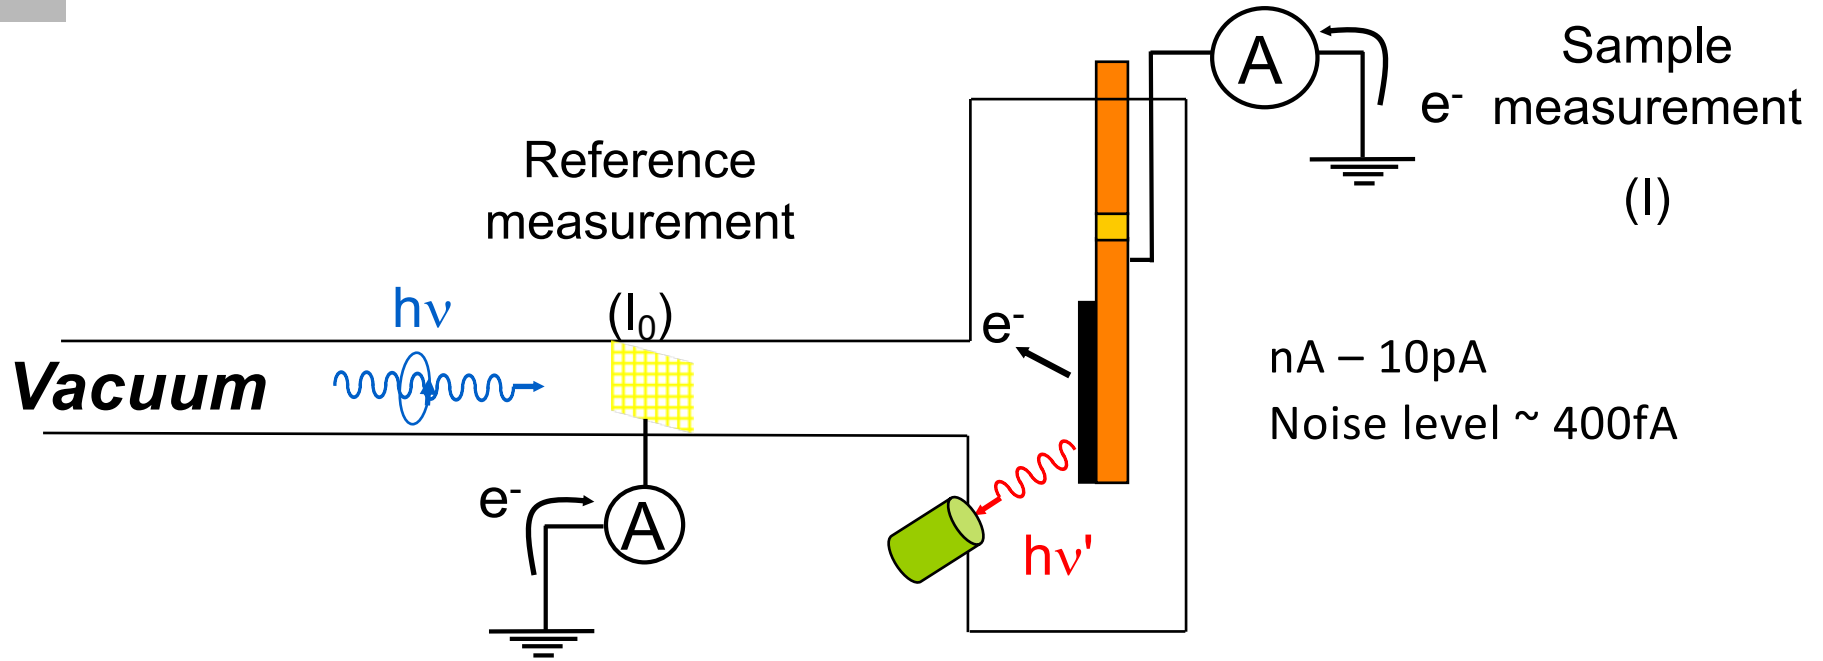 Sample
measurement
(I)
A
e-
Reference
measurement
(I0)
hν
Vacuum
e-
nA – 10pA
Noise level ~ 400fA
e-
A
hν'